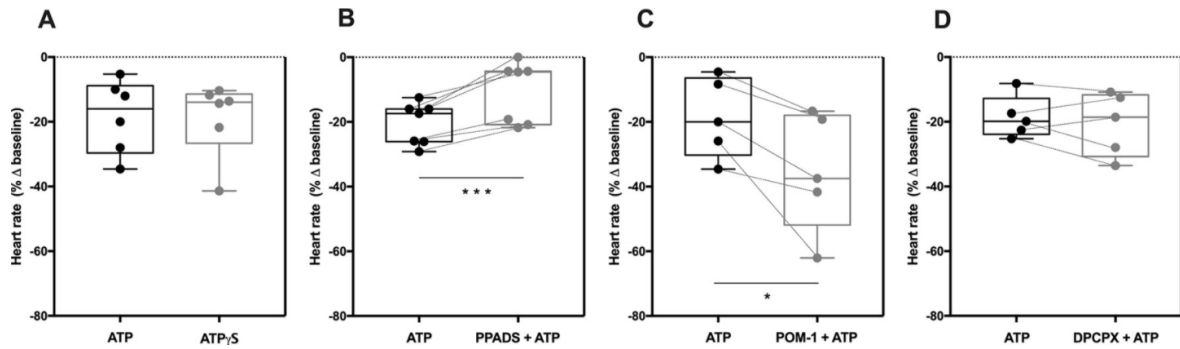 A
B
C
D
Heart rate (% Δ baseline)
0
-20
-40
-60
-80
ATP
ATPγS
Heart rate (% Δ baseline)
0
-20
-40
-60
-80
***
ATP
PPADS + ATP
Heart rate (% Δ baseline)
0
-20
-40
-60
-80
*
ATP
POM-1 + ATP
Heart rate (% Δ baseline)
0
-20
-40
-60
-80
ATP
DPCPX + ATP